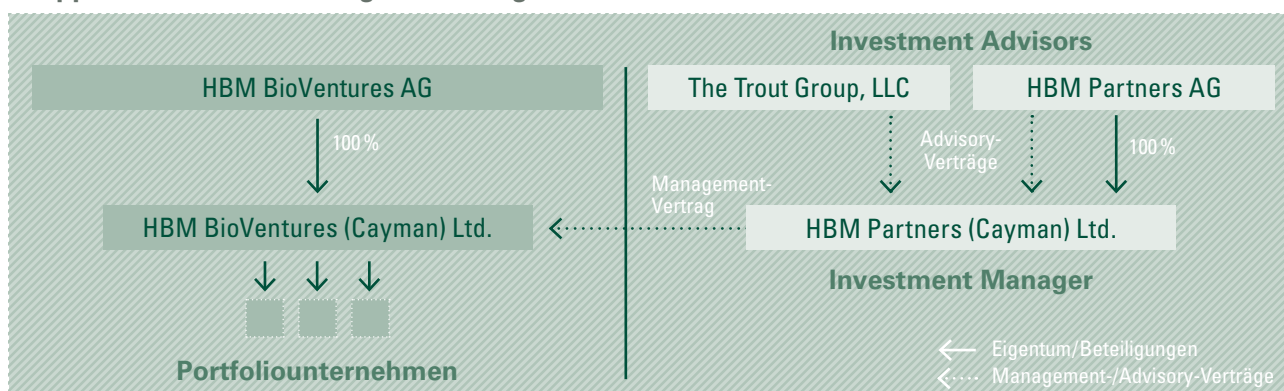 Investment Advisors
HBM BioVentures AG
The Trout Group, LLC
HBM Partners AG
100 %
Advisory-
Verträge
100 %
Management-
Vertrag
HBM BioVentures (Cayman) Ltd.
HBM Partners (Cayman) Ltd.
Investment Manager
Portfoliounternehmen
Eigentum/Beteiligungen
Management-/Advisory-Verträge